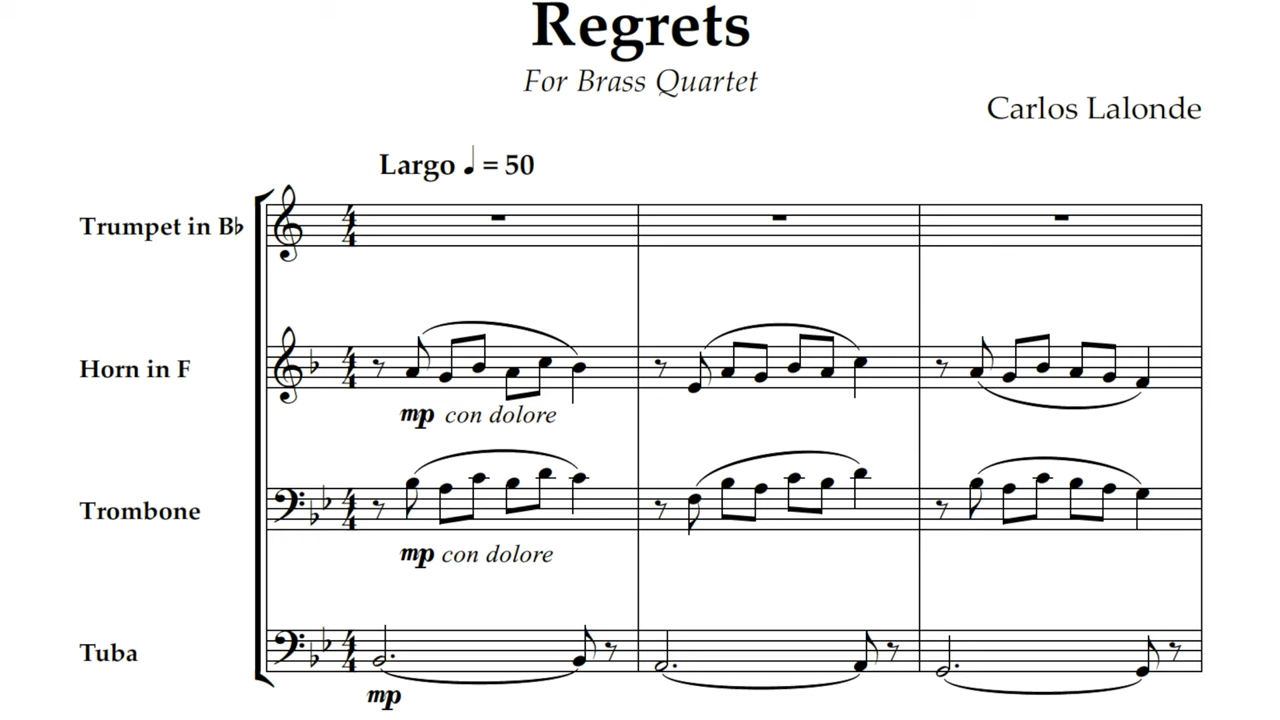 Regrets
For Brass Quartet
Carlos Lalonde
Largo ♩ = 50
Trumpet in B♭
Horn in F
mp con dolore
Trombone
mp con dolore
Tuba
mp